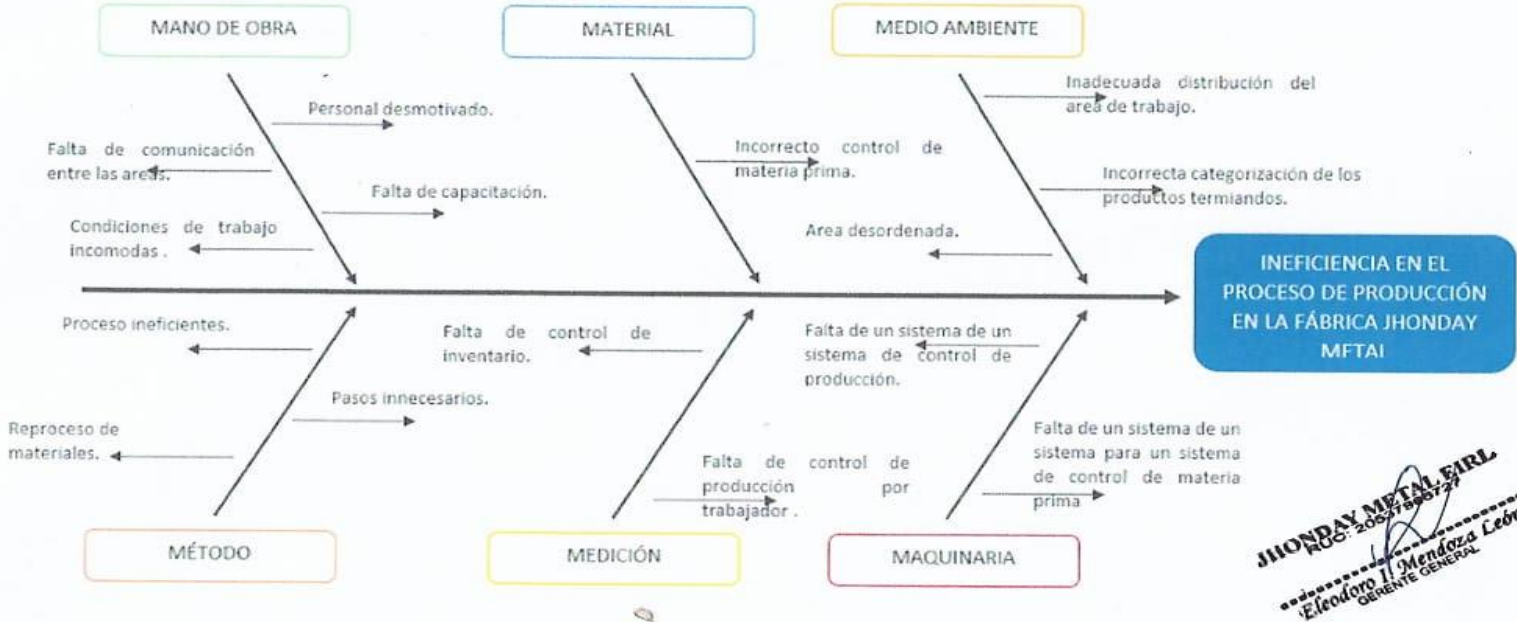 MANO DE OBRA
MATERIAL
MEDIO AMBIENTE
Personal desmotivado.
Falta de comunicación
entre las areas.
Falta de capacitación.
Condiciones de trabajo
incomodas .
Incorrecto control de
materia prima.
Inadecuada distribución del
area de trabajo.
Incorrecta categorización de los
productos termiandos.
Area desordenada.
INEFICIENCIA EN EL
PROCESO DE PRODUCCIÓN
EN LA FÁBRICA JHONDAY
METAL
Proceso ineficientes.
Pasos innecesarios.
Reproceso de
materiales.
Falta de control de
inventario.
Falta de control de
producción por
trabajador .
Falta de un sistema de un
sistema de control de
producción.
Falta de un sistema de un
sistema para un sistema
de control de materia
prima
MÉTODO
MEDICIÓN
MAQUINARIA
JHONDAY METAL EIRL
RUC:
Eleodoro I. Mendoza León
GERENTE GENERAL